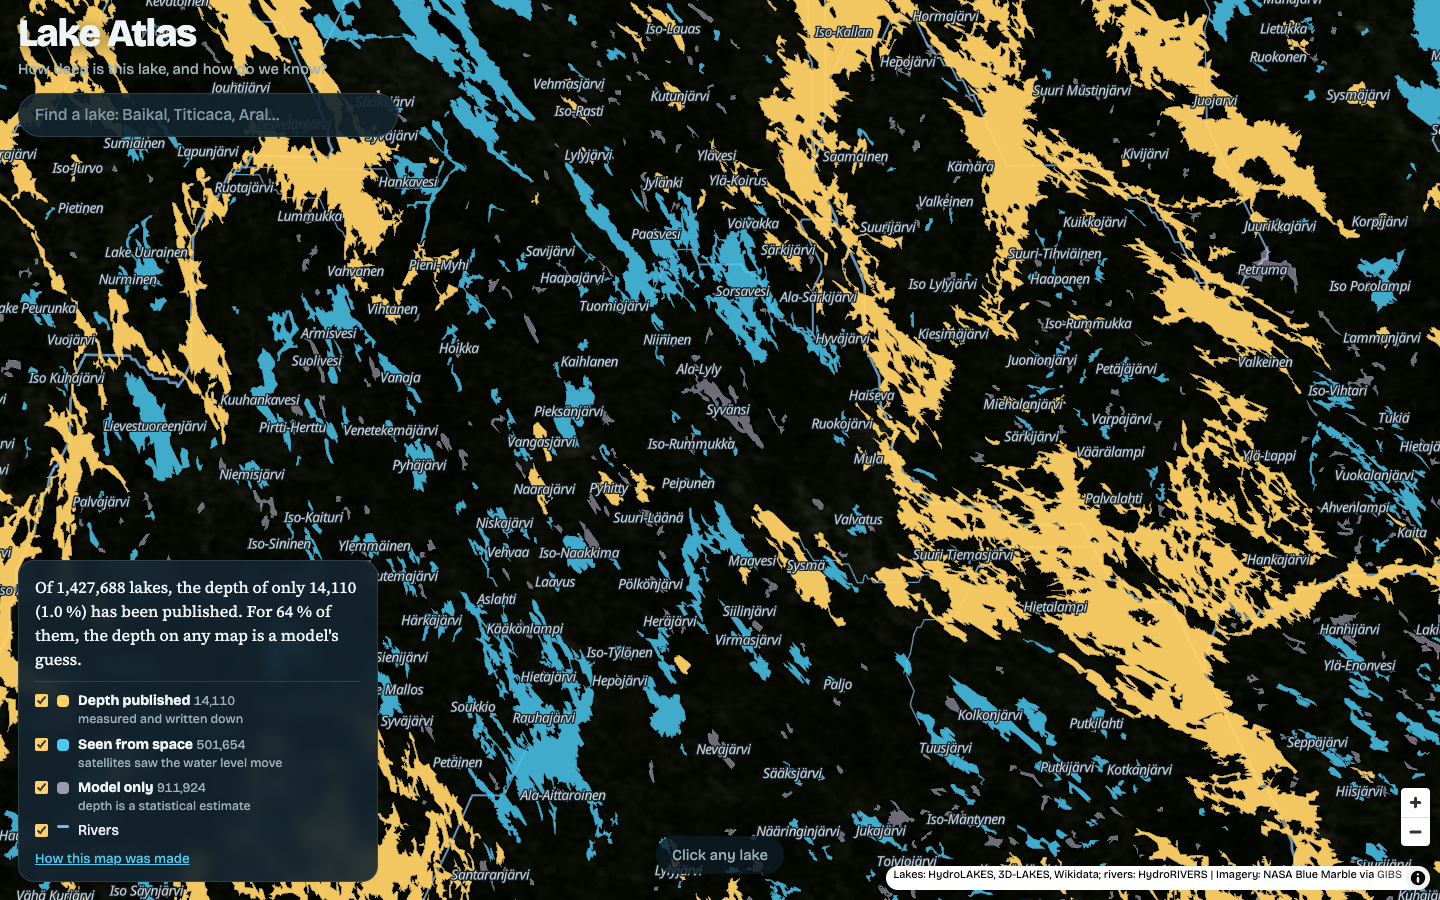 Lake Atlas
How deep is this lake, and how do we know?
Find a lake: Baikal, Titicaca, Aral...
Iso-Lauas
Iso-Kallan
Hormajärvi
Lietukka
Hepojärvi
Ruokonen
Jouhtijärvi
Vehmasjärvi
Kutunjärvi
Iso-Rasti
Suuri Mustinjärvi
Juojarvi
Sysmäjärvi
Sumiainen
Lapunjärvi
Iso-Jurvo
Lylyjärvi
Ylävesi
Saamainen
Kämärä
Kivijärvi
Ruotajärvi
Hankavesi
Jylänki
Ylä-Koirus
Pietinen
Lummukka
Voivakka
Valkeinen
Suurijärvi
Kuikkojärvi
Juurikkajärvi
Korpijärvi
Paasvesi
Lake Uurainen
Nurminen
Vahvanen
Pieni-Myhi
Savijärvi
Haapajärvi
Särkijärvi
Suuri-Tihviäinen
Haapanen
Petruma
Iso Porolampi
Tuomiojärvi
Sorsavesi
Ala-Särkijärvi
Iso Lylyjärvi
Vihtanen
Vuojärvi
Armisvesi
Suolivesi
Hoikka
Niininen
Hyväjärvi
Kiesimäjärvi
Iso-Rummukka
Lammunjärvi
Iso Kuhajärvi
Vanaja
Kaihlanen
Ala-Lyly
Juonionjärvi
Petäjäjärvi
Valkeinen
Kuuhankavesi
Haiseva
Miehalanjärvi
Iso-Vihtari
Lievestuoreenjärvi
Pirtti-Herttu
Venetekemäjärvi
Pieksänjärvi
Syvänsi
Ruokojärvi
Varpajärvi
Tukiä
Vangasjärvi
Iso-Rummukka
Särkijärvi
Väärälampi
Ylä-Lappi
Niemisjärvi
Pyhäjärvi
Mula
Vuokalanjärvi
Palvajärvi
Naarajärvi
Pyhitty
Peipunen
Palvalahti
Ahvenlampi
Iso-Kaituri
Niskajärvi
Suuri-Läänä
Valvatus
Kaita
Iso-Sininen
Ylemmäinen
Vehvaa
Iso-Naakkima
Maavesi
Sysmä
Suuri Tiemasjärvi
Hankajärvi
Laavus
Pölkönjärvi
Aslahti
Siilinjärvi
Hietalampi
Härkäjärvi
Kääkönlampi
Heräjärvi
Virmasjärvi
Hanhijärvi
Iso-Tylönen
Ylä-Enonvesi
Hietajärvi
Hepojärvi
Paljo
Soukkio
Rauhajärvi
Syväjärvi
Kolkonjärvi
Putkilahti
Petäinen
Nevajärvi
Tuusjärvi
Seppäjärvi
Sääksjärvi
Putkijärvi
Kotkanjärvi
Ala-Aittaroinen
Hiisjärvi
Nääringinjärvi
Jukajärvi
Iso-Mäntynen
Santaranjärvi
Toiviojärvi
Iso Säynjärvi
Of 1,427,688 lakes, the depth of only 14,110
(1.0 %) has been published. For 64 % of
them, the depth on any map is a model's
guess.
Depth published 14,110
measured and written down
Seen from space 501,654
satellites saw the water level move
Model only 911,924
depth is a statistical estimate
Rivers
How this map was made
Click any lake
+
−
Lakes: HydroLAKES, 3D-LAKES, Wikidata; rivers: HydroRIVERS | Imagery: NASA Blue Marble via GIBS